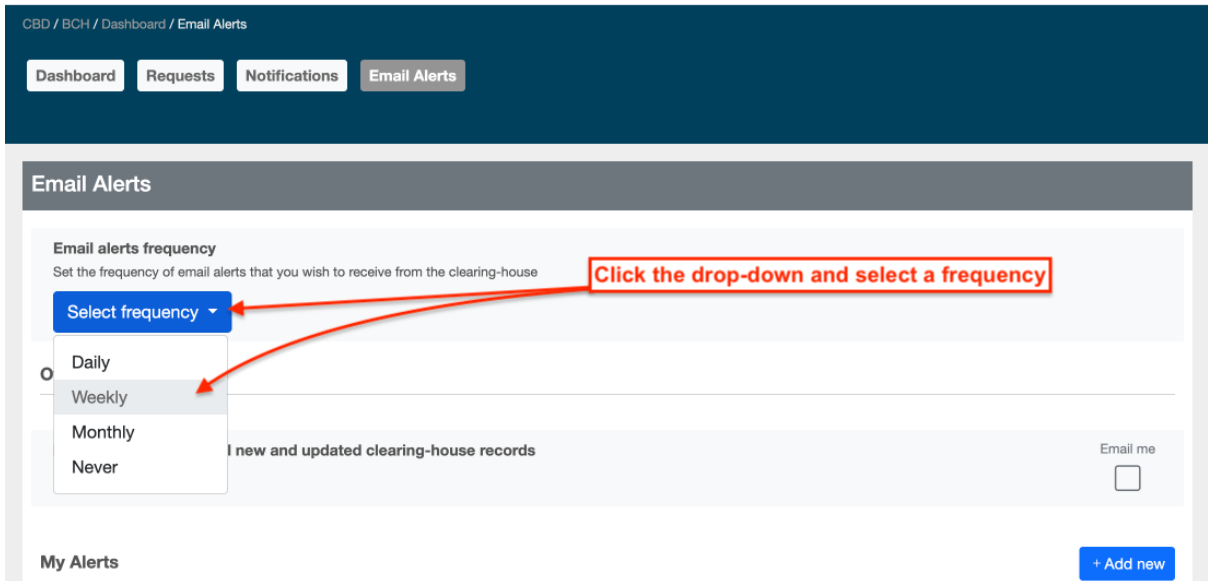 CBD / BCH / Dashboard / Email Alerts
Dashboard Requests Notifications Email Alerts
Email Alerts
Email alerts frequency
Set the frequency of email alerts that you wish to receive from the clearing-house
Click the drop-down and select a frequency
Select frequency
Daily
Weekly
Monthly
Never
new and updated clearing-house records
Email me
My Alerts
+ Add new